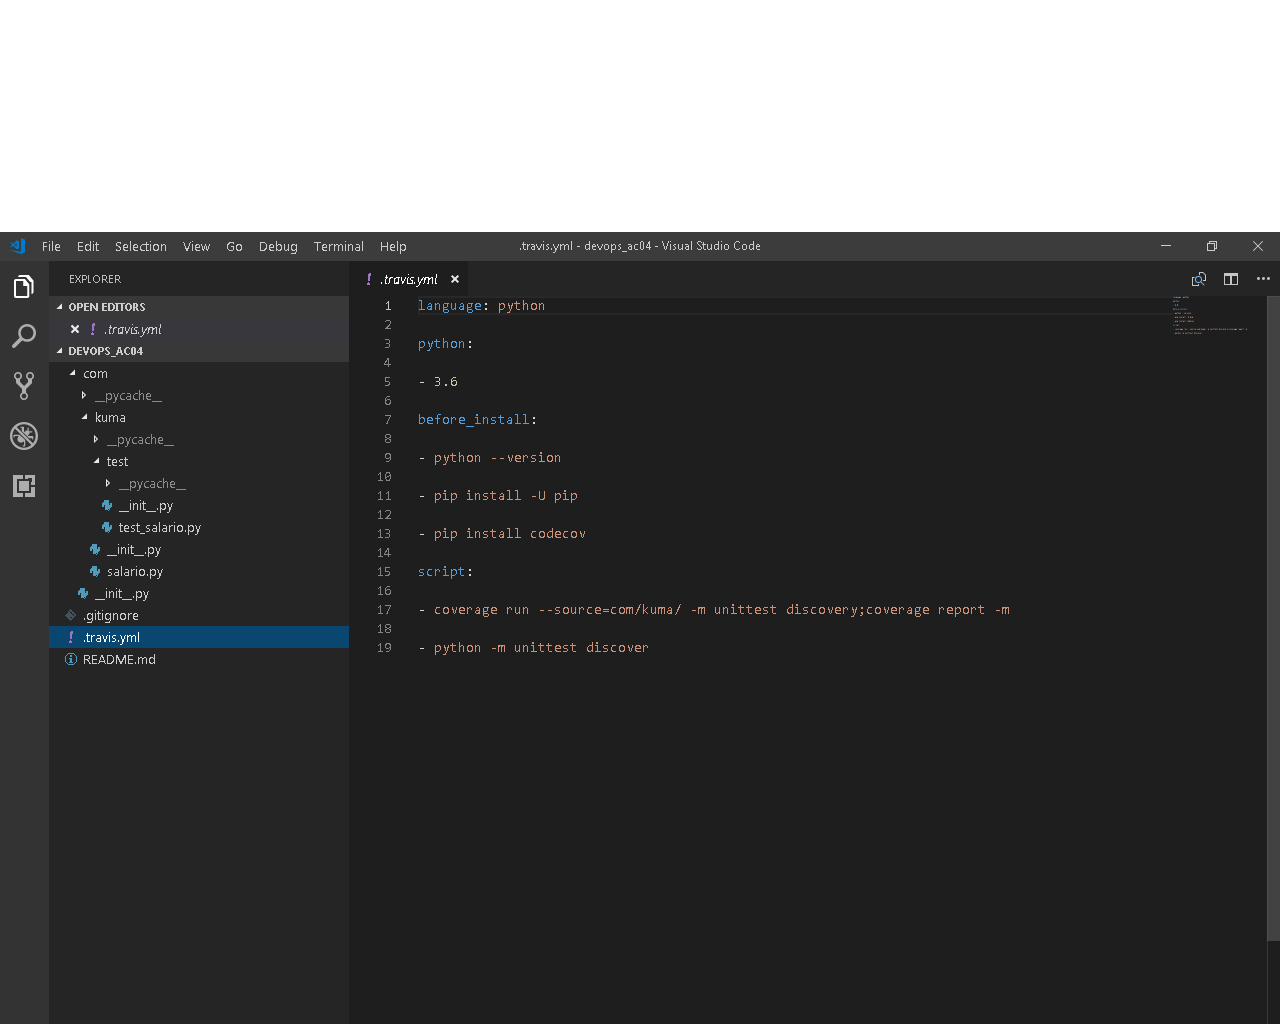 File Edit Selection View Go Debug Terminal Help .travis.yml - devops_ac04 - Visual Studio Code
EXPLORER
OPEN EDITORS
.travis.yml
DEVOPS_AC04
com
__pycache__
kuma
__pycache__
test
__pycache__
__init__.py
test_salario.py
__init__.py
salario.py
__init__.py
.gitignore
.travis.yml
README.md
.travis.yml
1 language: python
2
3 python:
4
5 - 3.6
6
7 before_install:
8
9 - python --version
10
11 - pip install -U pip
12
13 - pip install codecov
14
15 script:
16
17 - coverage run --source=com/kuma/ -m unittest discovery;coverage report -m
18
19 - python -m unittest discover